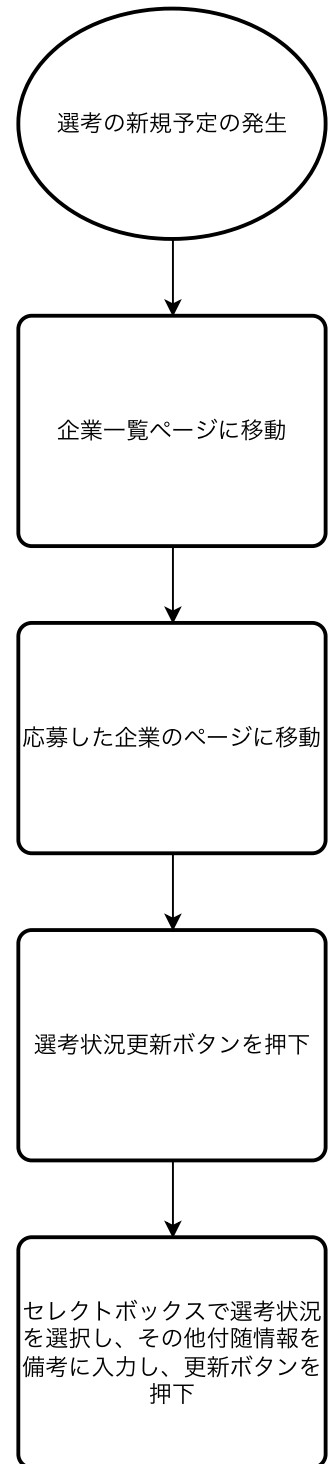 選考の新規予定の発生
企業一覧ページに移動
応募した企業のページに移動
選考状況更新ボタンを押下
セレクトボックスで選考状況
を選択し、その他付随情報を
備考に入力し、更新ボタンを
押下